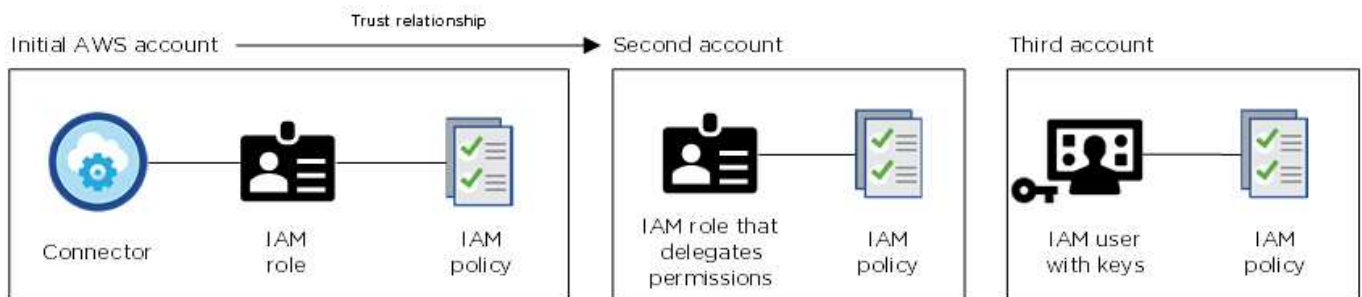 Trust relationship
Initial AWS account
Second account
Third account
Connector
IAM
role
IAM
policy
IAM role that
delegates
permissions
IAM
policy
IAM user
with keys
IAM
policy